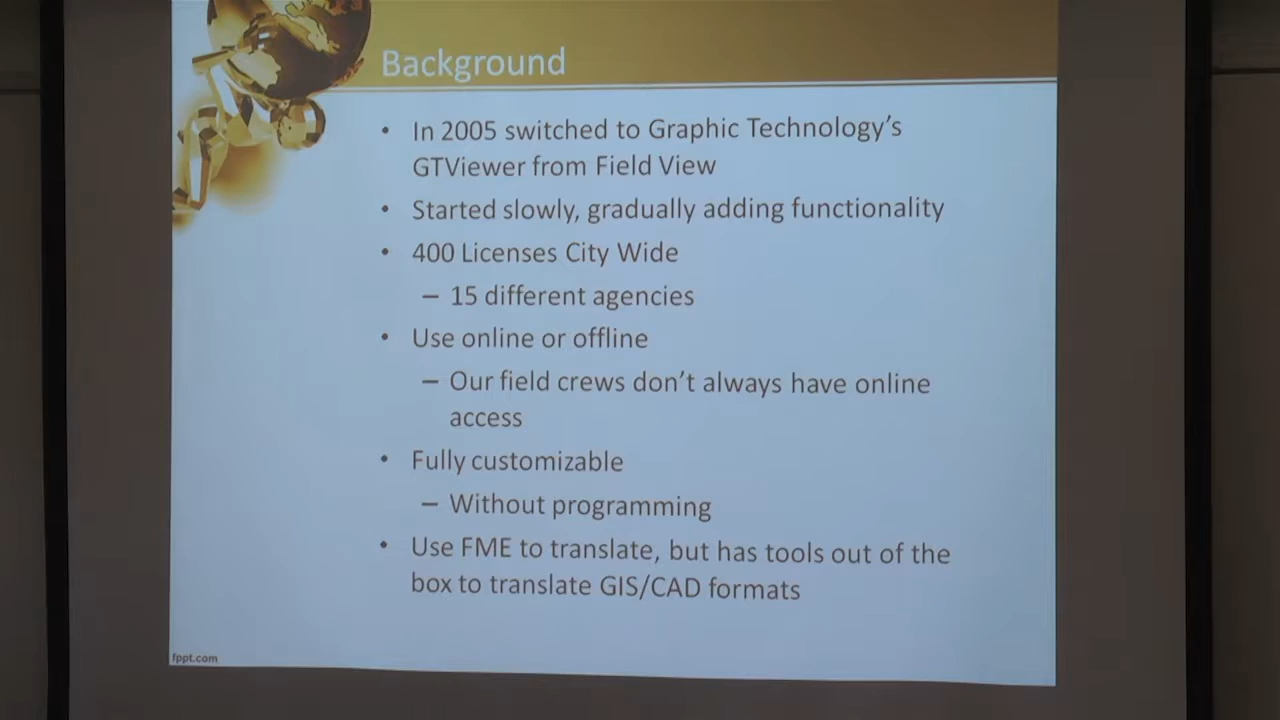 Background
• In 2005 switched to Graphic Technology's
GTViewer from Field View
• Started slowly, gradually adding functionality
• 400 Licenses City Wide
– 15 different agencies
• Use online or offline
– Our field crews don't always have online
access
• Fully customizable
– Without programming
• Use FME to translate, but has tools out of the
box to translate GIS/CAD formats
fppt.com